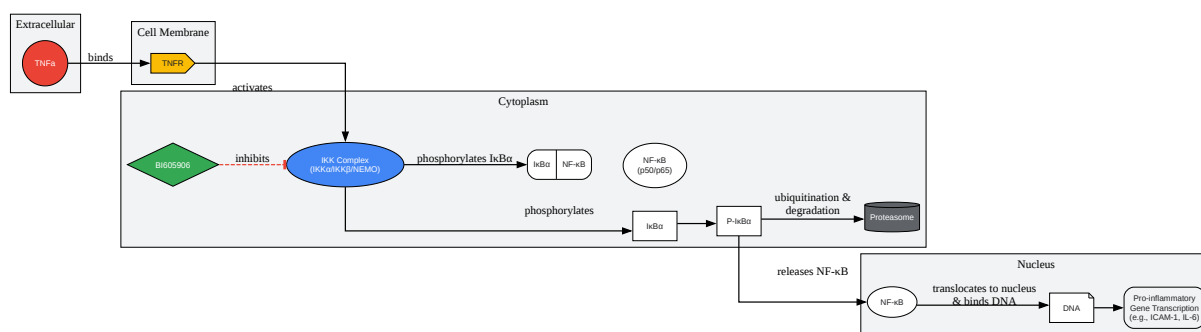 Extracellular
TNFα
binds
Cell Membrane
TNFR
activates
Cytoplasm
BI605906
inhibits
IKK Complex
(IKKα/IKKβ/NEMO)
phosphorylates IκBα
IκBα
NF-κB
NF-κB
(p50/p65)
phosphorylates
IκBα
P-IκBα
ubiquitination &
degradation
Proteasome
releases NF-κB
Nucleus
NF-κB
translocates to nucleus
& binds DNA
DNA
Pro-inflammatory
Gene Transcription
(e.g., ICAM-1, IL-6)